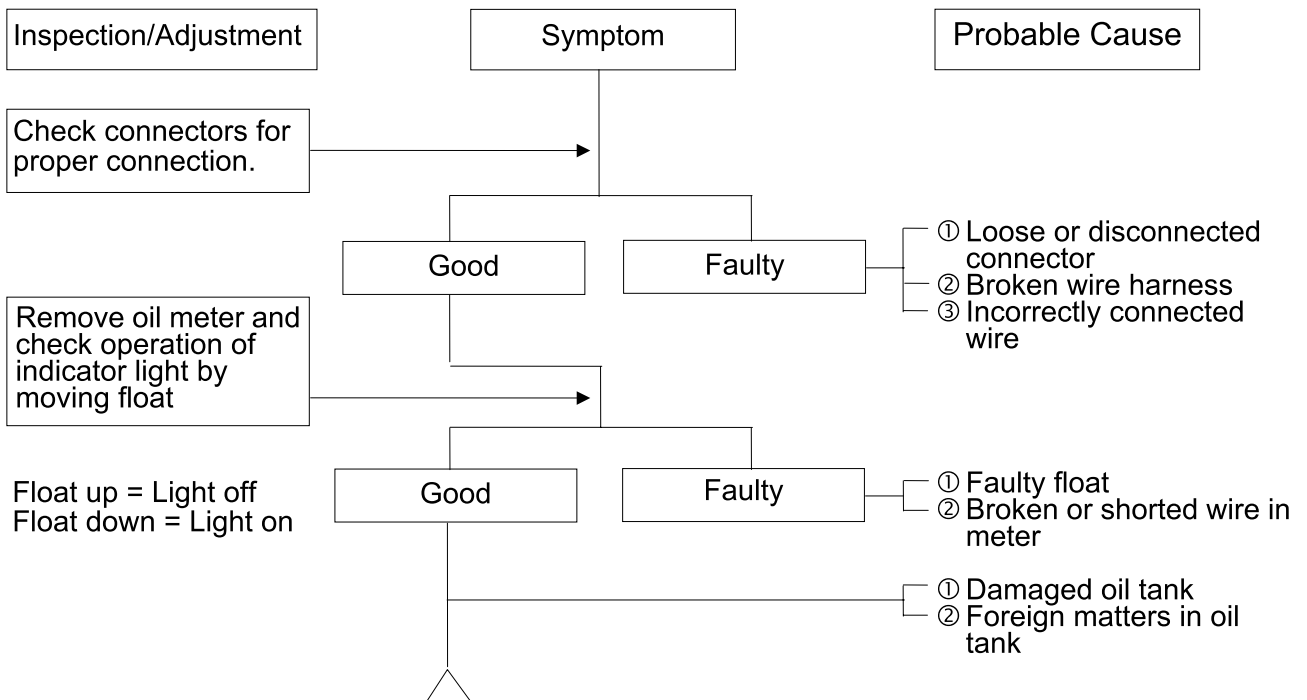 Inspection/Adjustment
Symptom
Probable Cause
Check connectors for
proper connection.
Good
Faulty
① Loose or disconnected
connector
② Broken wire harness
③ Incorrectly connected
wire
Remove oil meter and
check operation of
indicator light by
moving float
Float up = Light off
Float down = Light on
Good
Faulty
① Faulty float
② Broken or shorted wire in
meter
① Damaged oil tank
② Foreign matters in oil
tank